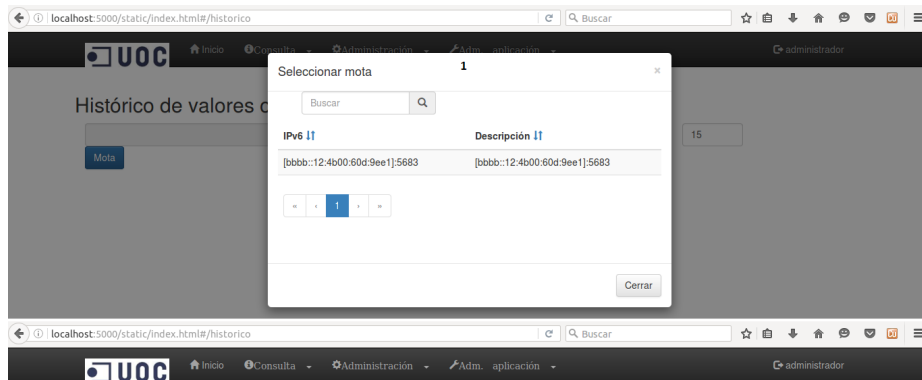 localhost:5000/static/index.html#/historico
Buscar
UOC Inicio Consulta Administración Adm. aplicación administrador
Seleccionar mota 1 ×
Histórico de valores
Buscar
15
IPv6 Descripción
Mota
[bbbb::12:4b00:60d:9ee1]:5683 [bbbb::12:4b00:60d:9ee1]:5683
« ‹ 1 › »
Cerrar
localhost:5000/static/index.html#/historico
Buscar
UOC Inicio Consulta Administración Adm. aplicación administrador